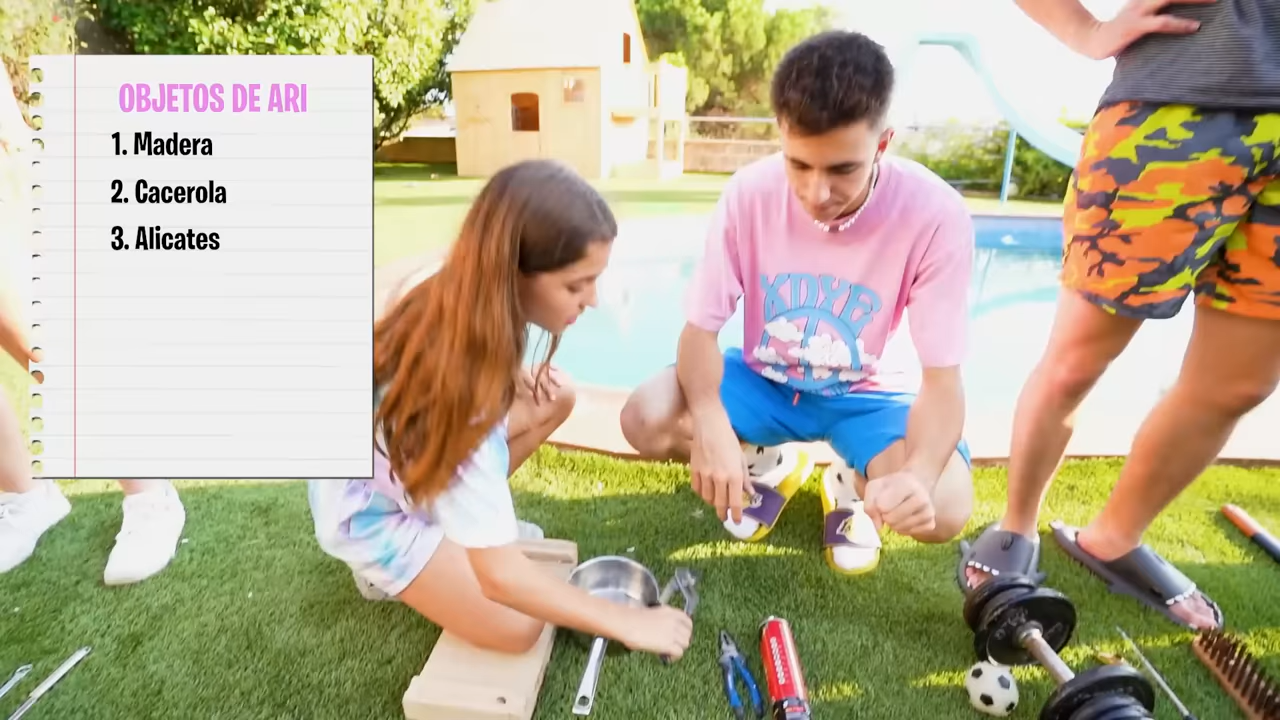 OBJETOS DE ARI
1. Madera
2. Cacerola
3. Alicates